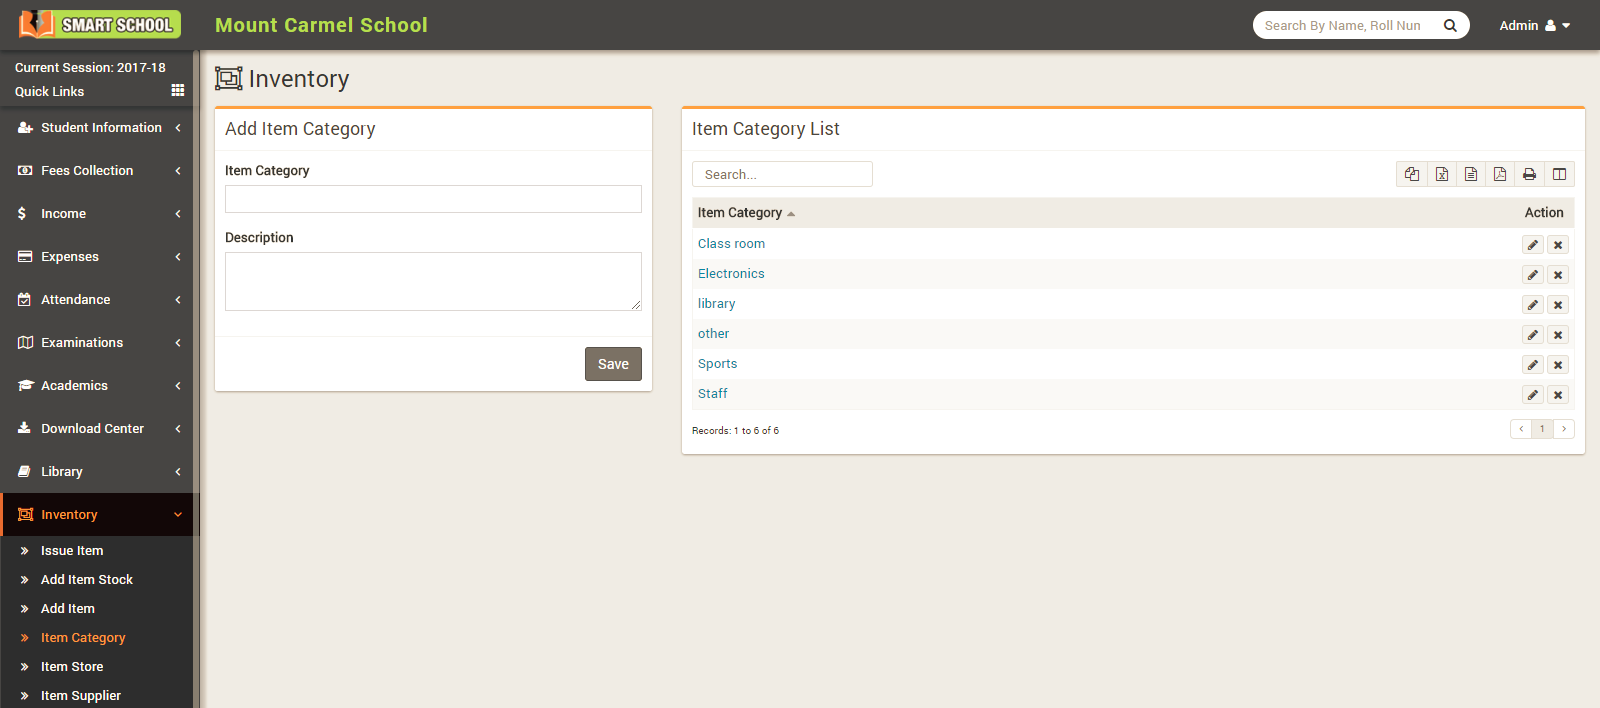 SMART SCHOOL
Mount Carmel School
Search By Name, Roll Nun
Admin
Current Session: 2017-18
Quick Links
Student Information
Fees Collection
Income
Expenses
Attendance
Examinations
Academics
Download Center
Library
Inventory
Issue Item
Add Item Stock
Add Item
Item Category
Item Store
Item Supplier
Inventory
Add Item Category
Item Category
Description
Save
Item Category List
Search...
Item Category Action
Class room
Electronics
library
other
Sports
Staff
Records: 1 to 6 of 6
1